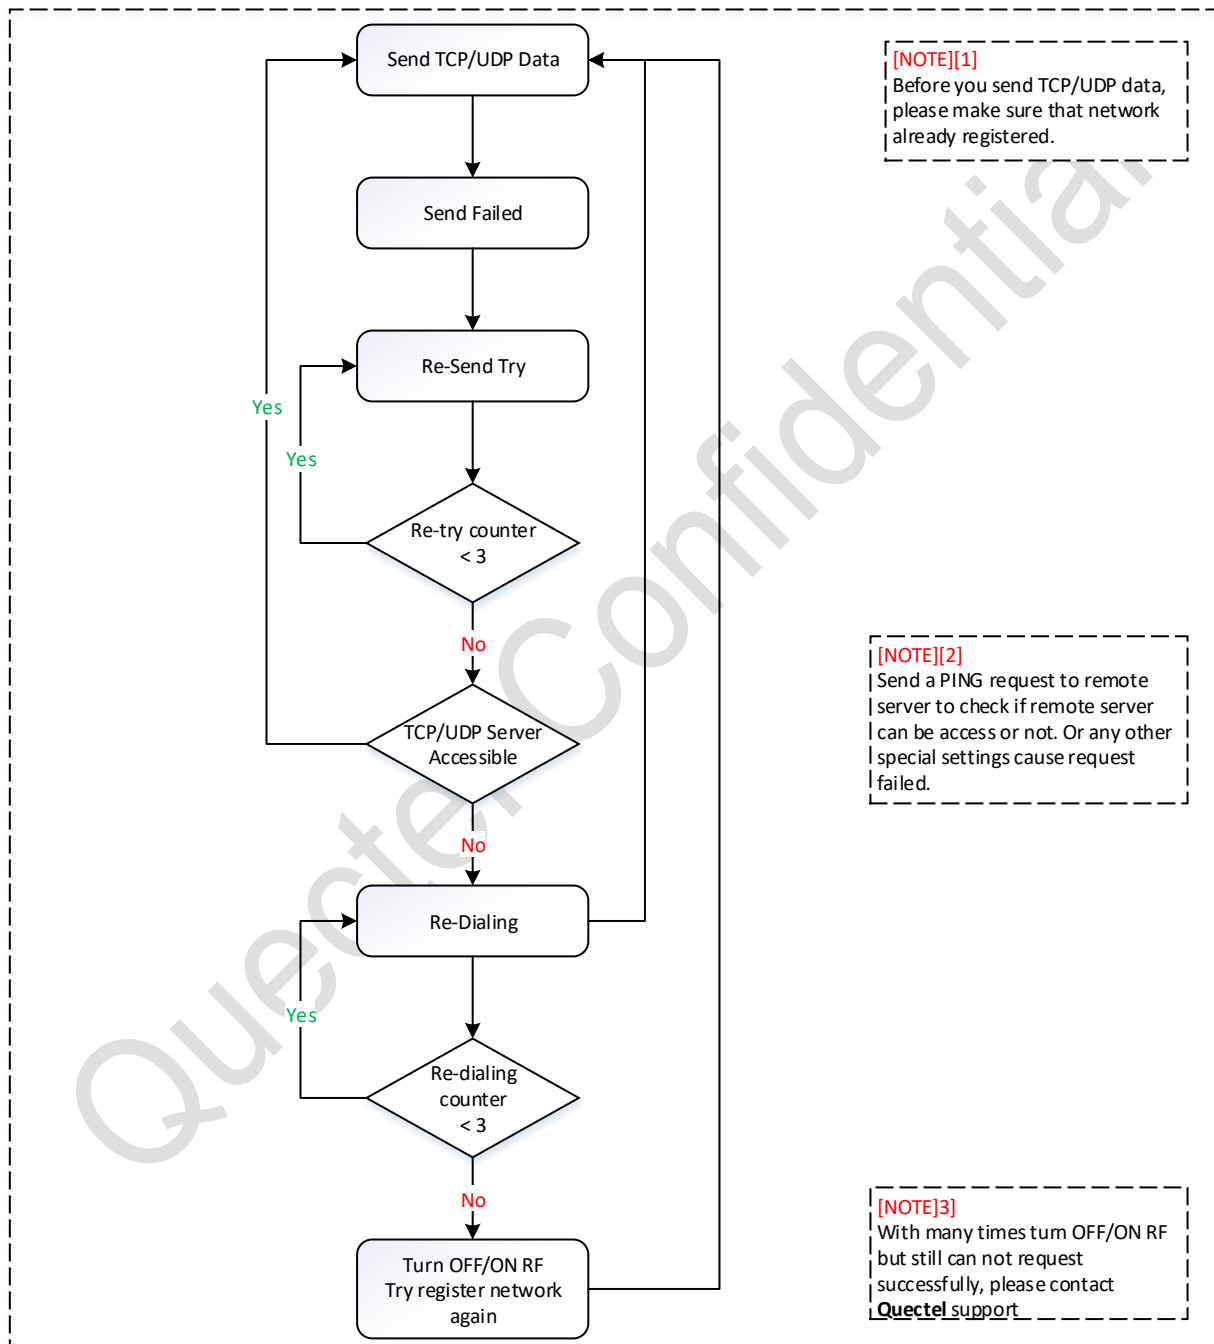 Send TCP/UDP Data
[NOTE][1]
Before you send TCP/UDP data,
please make sure that network
already registered.
Send Failed
Re-Send Try
Yes
Yes
Re-try counter
< 3
No
[NOTE][2]
Send a PING request to remote
server to check if remote server
can be access or not. Or any other
special settings cause request
failed.
TCP/UDP Server
Accessible
No
Re-Dialing
Yes
Re-dialing
counter
< 3
No
[NOTE]3]
With many times turn OFF/ON RF
but still can not request
successfully, please contact
Quectel support
Turn OFF/ON RF
Try register network
again
Quectel Confidential